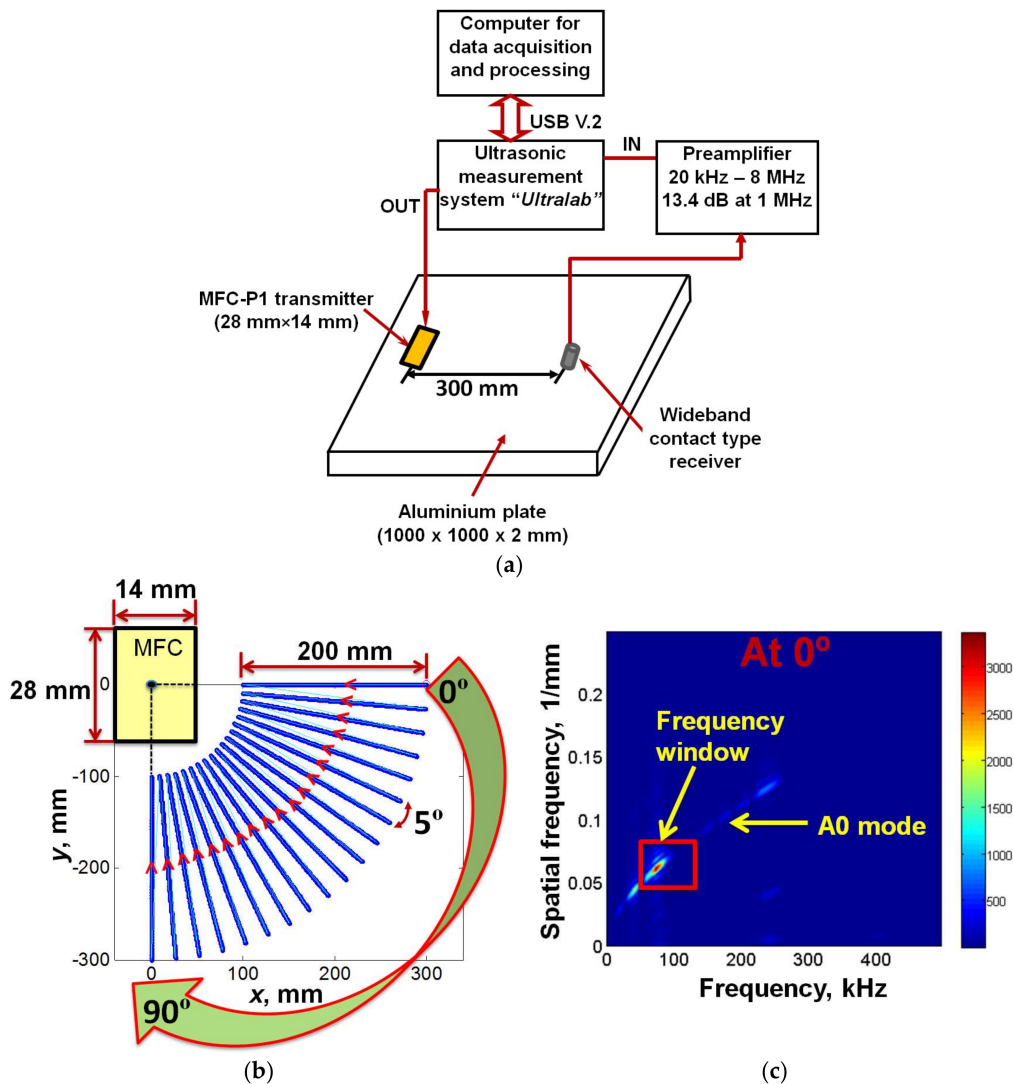 Computer for
data acquisition
and processing
USB V.2
IN
Ultrasonic
measurement
system “Ultralab”
Preamplifier
20 kHz – 8 MHz
13.4 dB at 1 MHz
OUT
MFC-P1 transmitter
(28 mm×14 mm)
300 mm
Wideband
contact type
receiver
Aluminium plate
(1000 x 1000 x 2 mm)
(a)
14 mm
MFC
28 mm
200 mm
0º
5º
90º
0
-100
-200
-300
y, mm
0
100
200
300
x, mm
(b)
At 0º
Frequency
window
A0 mode
Spatial frequency, 1/mm
0.2
0.15
0.1
0.05
0
0
100
200
300
400
Frequency, kHz
3000
2500
2000
1500
1000
500
(c)